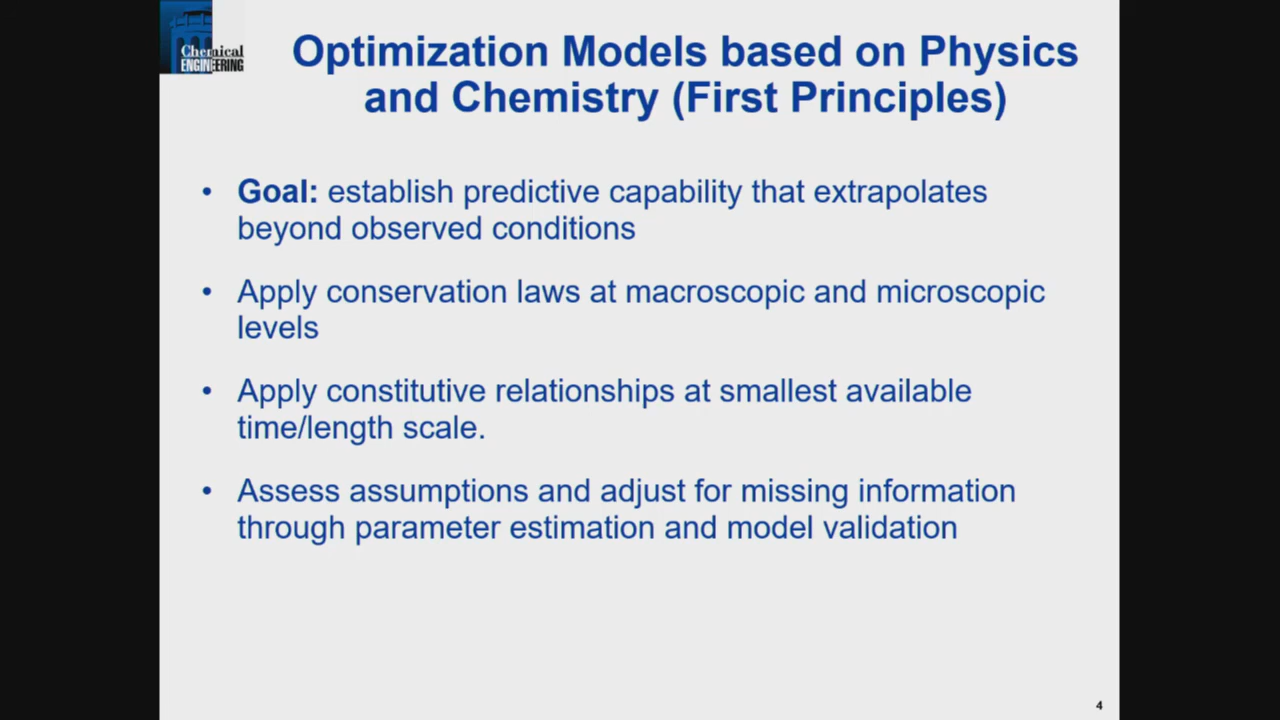 Chemical
ENGINEERING
Optimization Models based on Physics
and Chemistry (First Principles)
• Goal: establish predictive capability that extrapolates
beyond observed conditions
• Apply conservation laws at macroscopic and microscopic
levels
• Apply constitutive relationships at smallest available
time/length scale.
• Assess assumptions and adjust for missing information
through parameter estimation and model validation
4